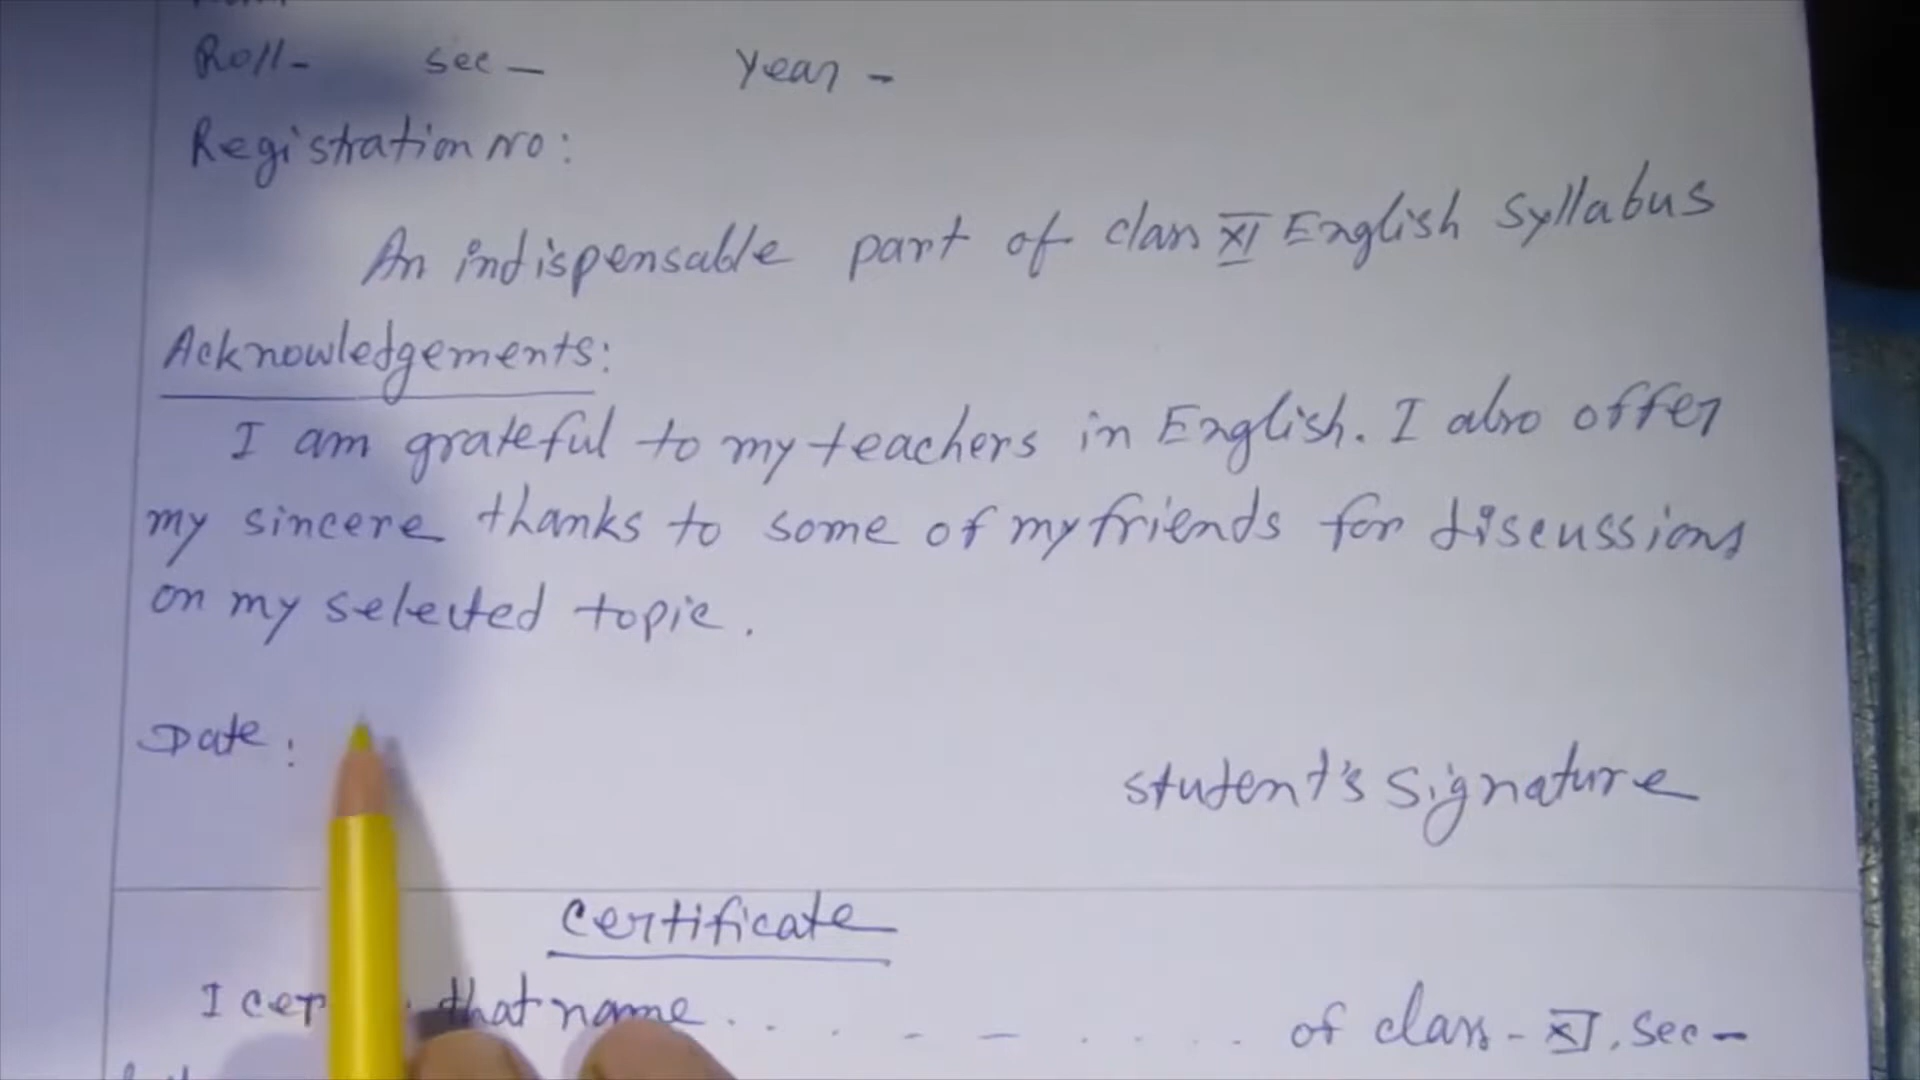 Roll- sec- Year-
Registration no:
An indispensable part of class XI English syllabus
Acknowledgements:
I am grateful to my teachers in English. I also offer
my sincere thanks to some of my friends for discussions
on my selected topic.
Date:
student's signature
certificate
I that name. . . . - - . . . . . of class - XI, sec-